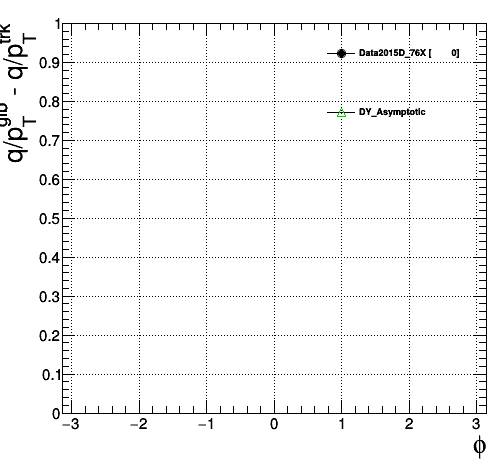 q/p_T^glb - q/p_T^trk
1
0.9
0.8
0.7
0.6
0.5
0.4
0.3
0.2
0.1
0
Data2015D_76X [ 0]
DY_Asymptotic
−3 −2 −1 0 1 2 3
ϕ